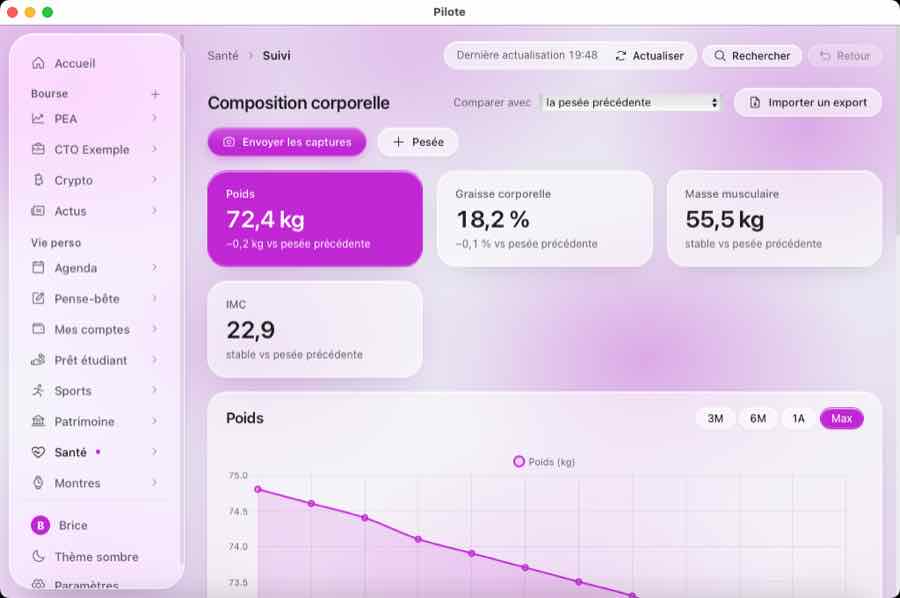 Pilote
Accueil
Bourse
PEA
CTO Exemple
Crypto
Actus
Vie perso
Agenda
Pense-bête
Mes comptes
Prêt étudiant
Sports
Patrimoine
Santé
Montres
B Brice
Thème sombre
Paramètres
Santé > Suivi
Dernière actualisation 19:48 Actualiser
Rechercher
Retour
Composition corporelle
Comparer avec la pesée précédente
Importer un export
Envoyer les captures
Pesée
Poids
72,4 kg
−0,2 kg vs pesée précédente
Graisse corporelle
18,2 %
−0,1 % vs pesée précédente
Masse musculaire
55,5 kg
stable vs pesée précédente
IMC
22,9
stable vs pesée précédente
Poids
3M 6M 1A Max
Poids (kg)
75.0
74.5
74.0
73.5